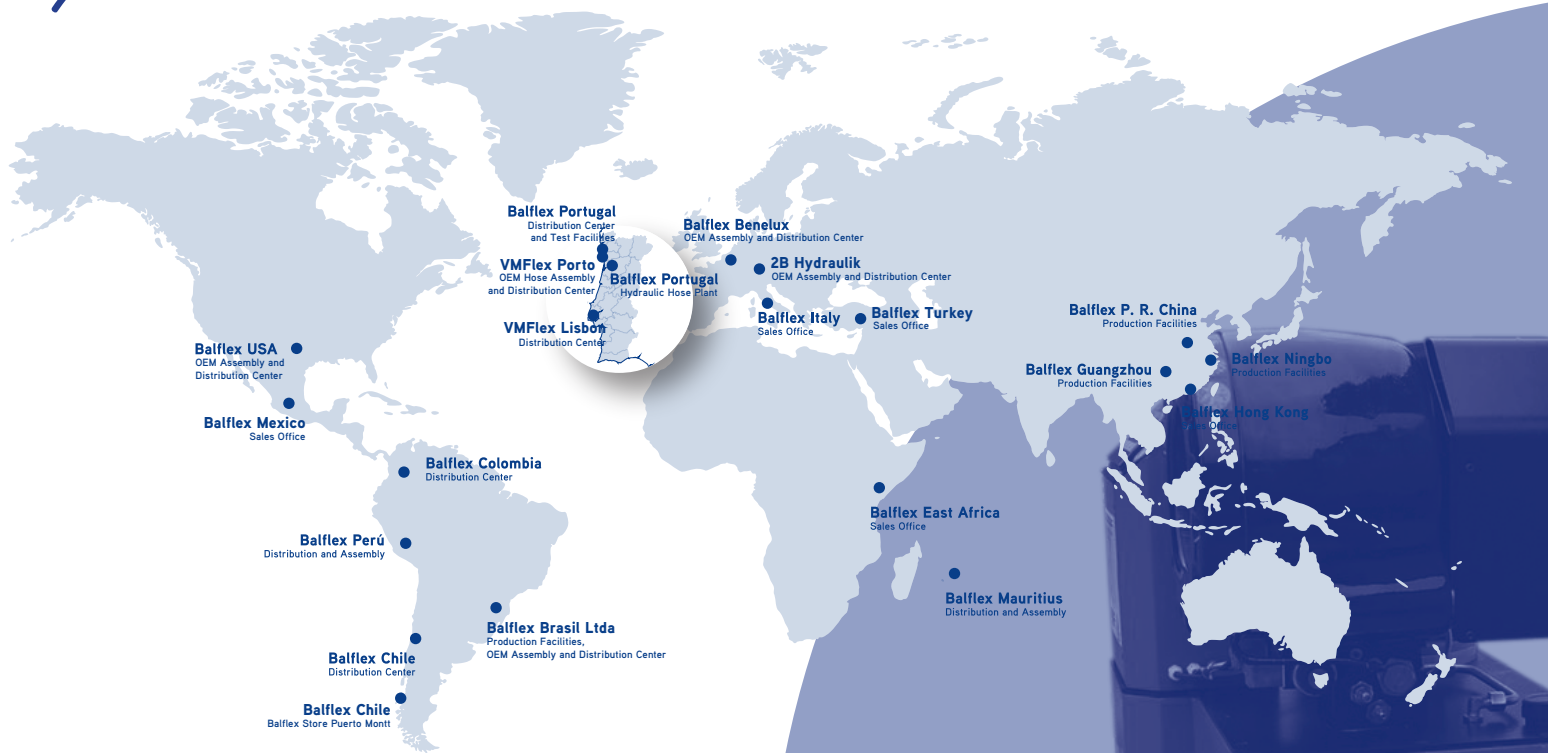 Balflex Portugal
Distribution Center
and Test Facilities
VMFlex Porto
OEM Hose Assembly
and Distribution Center
Balflex Portugal
Hydraulic Hose Plant
VMFlex Lisbon
Distribution Center
Balflex Benelux
OEM Assembly and Distribution Center
2B Hydraulik
OEM Assembly and Distribution Center
Balflex Italy
Sales Office
Balflex Turkey
Sales Office
Balflex P. R. China
Production Facilities
Balflex Ningbo
Production Facilities
Balflex Guangzhou
Production Facilities
Balflex Hong Kong
Sales Office
Balflex USA
OEM Assembly and
Distribution Center
Balflex Mexico
Sales Office
Balflex Colombia
Distribution Center
Balflex East Africa
Sales Office
Balflex Perú
Distribution and Assembly
Balflex Mauritius
Distribution and Assembly
Balflex Brasil Ltda
Production Facilities,
OEM Assembly and Distribution Center
Balflex Chile
Distribution Center
Balflex Chile
Balflex Store Puerto Montt